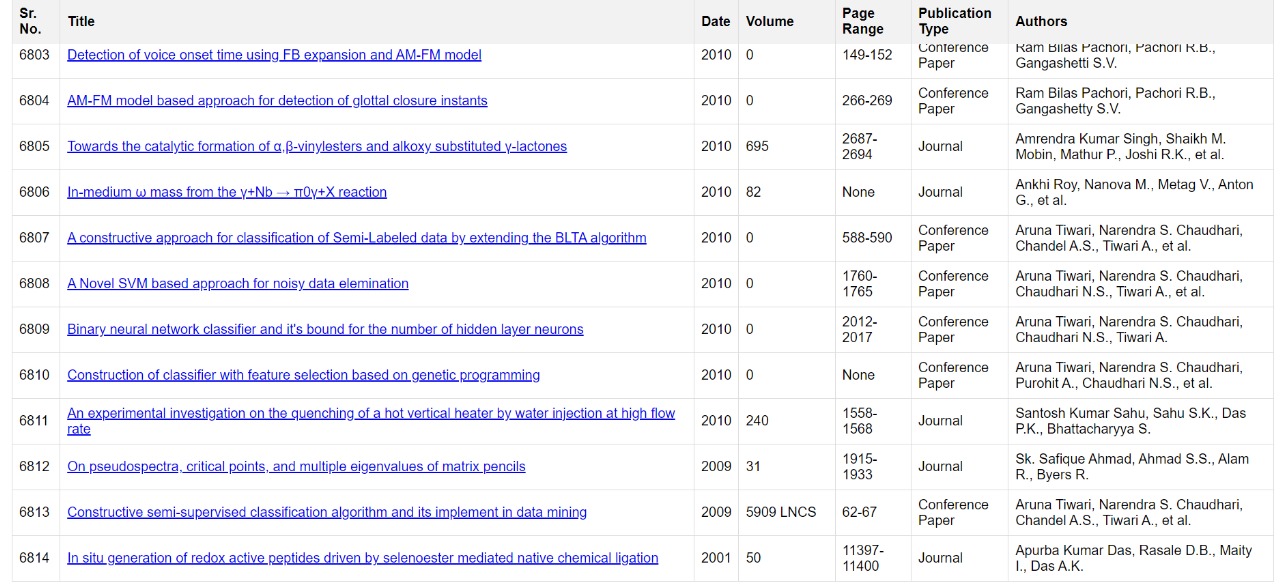 Sr. No. Title Date Volume Page Range Publication Type Authors
6803 Detection of voice onset time using FB expansion and AM-FM model 2010 0 149-152 Conference Paper Ram Bilas Pachori, Pachori R.B., Gangashetti S.V.
6804 AM-FM model based approach for detection of glottal closure instants 2010 0 266-269 Conference Paper Ram Bilas Pachori, Pachori R.B., Gangashetty S.V.
6805 Towards the catalytic formation of α,β-vinylesters and alkoxy substituted γ-lactones 2010 695 2687-2694 Journal Amrendra Kumar Singh, Shaikh M. Mobin, Mathur P., Joshi R.K., et al.
6806 In-medium ω mass from the γ+Nb → π0γ+X reaction 2010 82 None Journal Ankhi Roy, Nanova M., Metag V., Anton G., et al.
6807 A constructive approach for classification of Semi-Labeled data by extending the BLTA algorithm 2010 0 588-590 Conference Paper Aruna Tiwari, Narendra S. Chaudhari, Chandel A.S., Tiwari A., et al.
6808 A Novel SVM based approach for noisy data elemination 2010 0 1760-1765 Conference Paper Aruna Tiwari, Narendra S. Chaudhari, Chaudhari N.S., Tiwari A., et al.
6809 Binary neural network classifier and it's bound for the number of hidden layer neurons 2010 0 2012-2017 Conference Paper Aruna Tiwari, Narendra S. Chaudhari, Chaudhari N.S., Tiwari A.
6810 Construction of classifier with feature selection based on genetic programming 2010 0 None Conference Paper Aruna Tiwari, Narendra S. Chaudhari, Purohit A., Chaudhari N.S., et al.
6811 An experimental investigation on the quenching of a hot vertical heater by water injection at high flow rate 2010 240 1558-1568 Journal Santosh Kumar Sahu, Sahu S.K., Das P.K., Bhattacharyya S.
6812 On pseudospectra, critical points, and multiple eigenvalues of matrix pencils 2009 31 1915-1933 Journal Sk. Safique Ahmad, Ahmad S.S., Alam R., Byers R.
6813 Constructive semi-supervised classification algorithm and its implement in data mining 2009 5909 LNCS 62-67 Conference Paper Aruna Tiwari, Narendra S. Chaudhari, Chandel A.S., Tiwari A., et al.
6814 In situ generation of redox active peptides driven by selenoester mediated native chemical ligation 2001 50 11397-11400 Journal Apurba Kumar Das, Rasale D.B., Maity I., Das A.K.